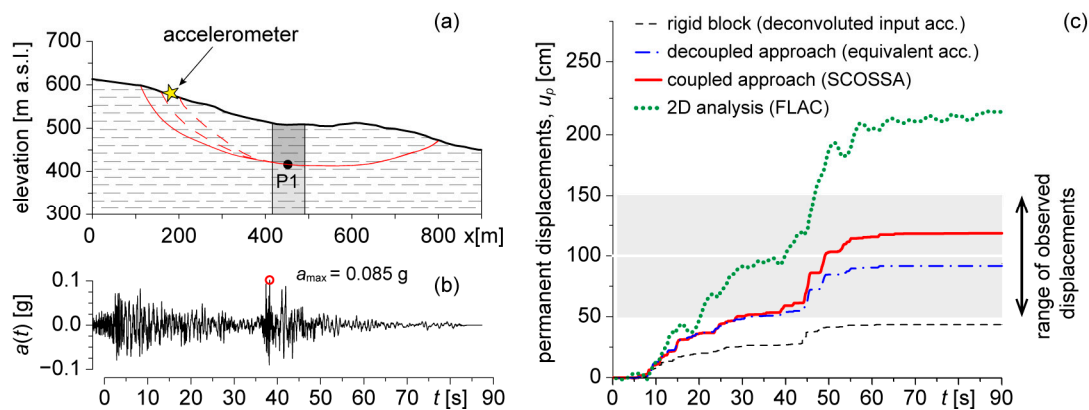 (a)
accelerometer
elevation [m a.s.l.]
700
600
500
400
300
P1
0 200 400 600 800 x[m]
(b)
a_max = 0.085 g
a(t) [g]
0.1
0.0
−0.1
0 10 20 30 40 50 60 70 80 t [s]
(c)
rigid block (deconvoluted input acc.)
decoupled approach (equivalent acc.)
coupled approach (SCOSSA)
2D analysis (FLAC)
permanent displacements, u_p [cm]
250
200
150
100
50
0
0 10 20 30 40 50 60 70 t [s] 90
range of observed
displacements